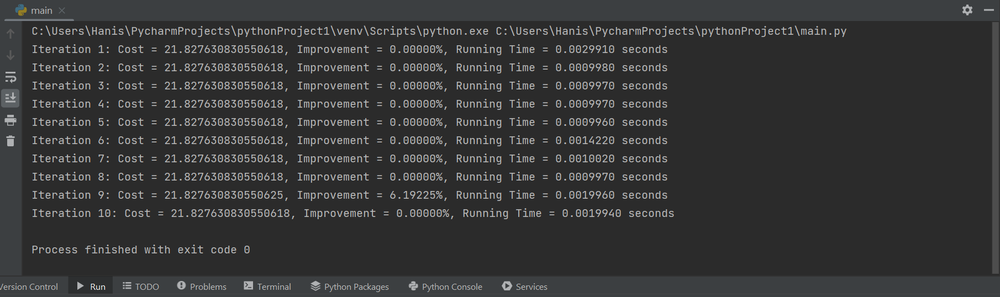 main
C:\Users\Hanis\PycharmProjects\pythonProject1\venv\Scripts\python.exe C:\Users\Hanis\PycharmProjects\pythonProject1\main.py
Iteration 1: Cost = 21.827630830550618, Improvement = 0.00000%, Running Time = 0.0029910 seconds
Iteration 2: Cost = 21.827630830550618, Improvement = 0.00000%, Running Time = 0.0009980 seconds
Iteration 3: Cost = 21.827630830550618, Improvement = 0.00000%, Running Time = 0.0009970 seconds
Iteration 4: Cost = 21.827630830550618, Improvement = 0.00000%, Running Time = 0.0009970 seconds
Iteration 5: Cost = 21.827630830550618, Improvement = 0.00000%, Running Time = 0.0009960 seconds
Iteration 6: Cost = 21.827630830550618, Improvement = 0.00000%, Running Time = 0.0014220 seconds
Iteration 7: Cost = 21.827630830550618, Improvement = 0.00000%, Running Time = 0.0010020 seconds
Iteration 8: Cost = 21.827630830550618, Improvement = 0.00000%, Running Time = 0.0009970 seconds
Iteration 9: Cost = 21.827630830550625, Improvement = 6.19225%, Running Time = 0.0019960 seconds
Iteration 10: Cost = 21.827630830550618, Improvement = 0.00000%, Running Time = 0.0019940 seconds
Process finished with exit code 0
Version Control Run TODO Problems Terminal Python Packages Python Console Services